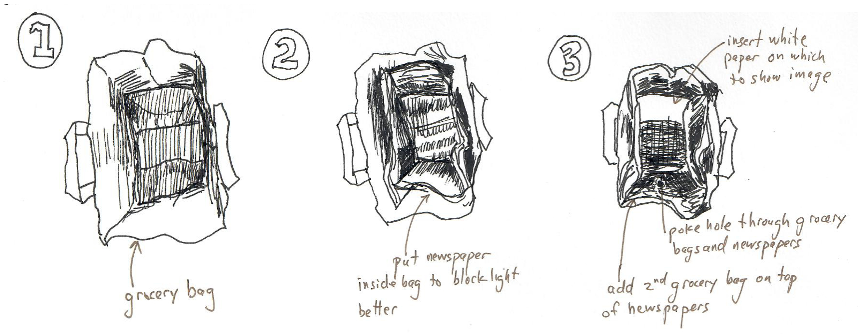 1
grocery bag
2
put newspaper
inside bag to block light
better
3
insert white
paper on which
to show image
poke hole through grocery
bags and newspapers
add 2nd grocery bag on top
of newspapers